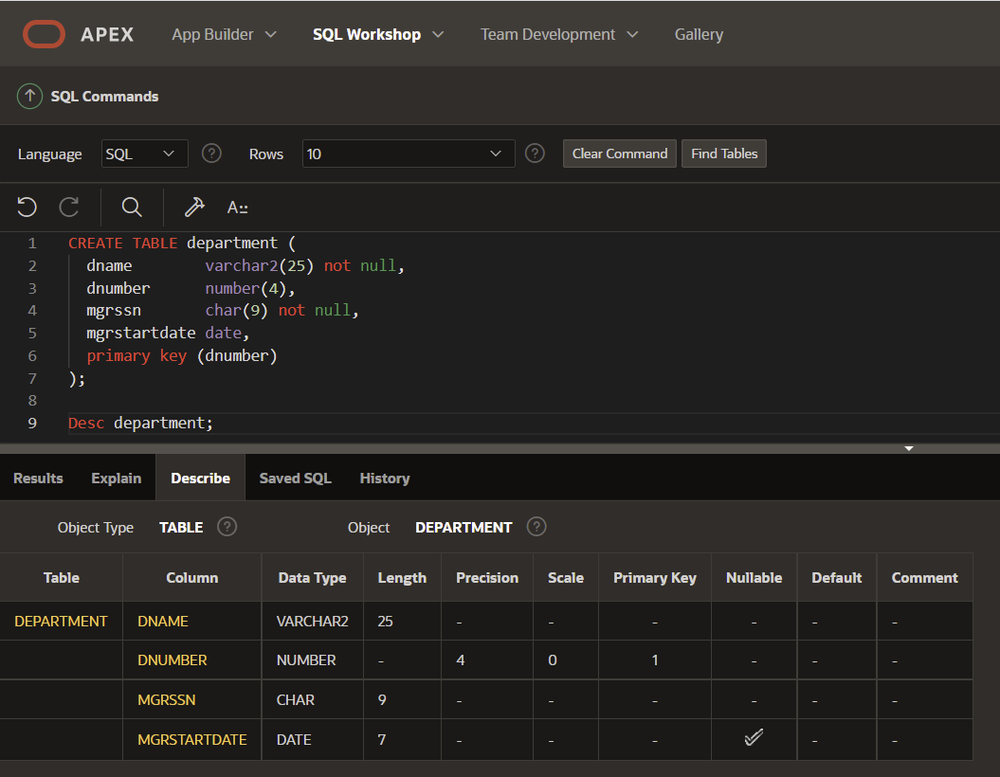 APEX App Builder SQL Workshop Team Development Gallery
SQL Commands
Language SQL ? Rows 10 ? Clear Command Find Tables
A::
1 CREATE TABLE department (
2 dname varchar2(25) not null,
3 dnumber number(4),
4 mgrssn char(9) not null,
5 mgrstartdate date,
6 primary key (dnumber)
7 );
8
9 Desc department;
Results Explain Describe Saved SQL History
Object Type TABLE ? Object DEPARTMENT ?
Table Column Data Type Length Precision Scale Primary Key Nullable Default Comment
DEPARTMENT DNAME VARCHAR2 25 - - - - - -
DNUMBER NUMBER - 4 0 1 - - -
MGRSSN CHAR 9 - - - - - -
MGRSTARTDATE DATE 7 - - - - -